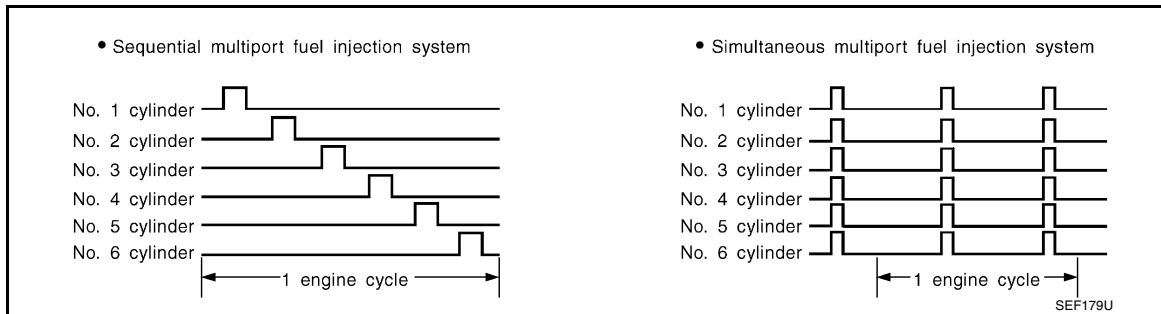 • Sequential multiport fuel injection system
No. 1 cylinder
No. 2 cylinder
No. 3 cylinder
No. 4 cylinder
No. 5 cylinder
No. 6 cylinder
1 engine cycle
• Simultaneous multiport fuel injection system
No. 1 cylinder
No. 2 cylinder
No. 3 cylinder
No. 4 cylinder
No. 5 cylinder
No. 6 cylinder
1 engine cycle
SEF179U